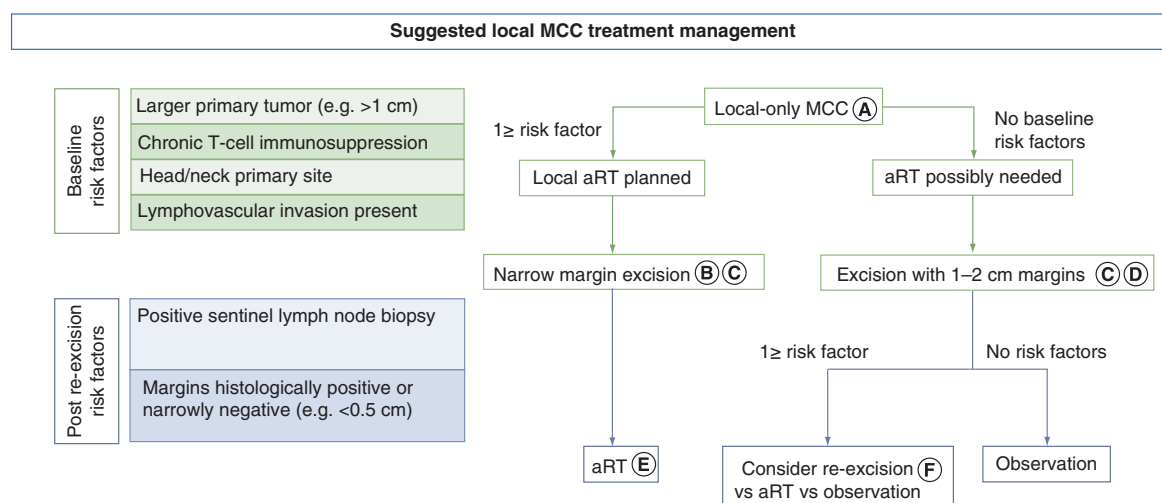 Suggested local MCC treatment management
Baseline
risk factors
Larger primary tumor (e.g. >1 cm)
Chronic T-cell immunosuppression
Head/neck primary site
Lymphovascular invasion present
Post re-excision
risk factors
Positive sentinel lymph node biopsy
Margins histologically positive or
narrowly negative (e.g. <0.5 cm)
Local-only MCC A
1≥ risk factor
No baseline
risk factors
Local aRT planned
aRT possibly needed
Narrow margin excision B C
Excision with 1–2 cm margins C D
1≥ risk factor
No risk factors
aRT E
Consider re-excision F
vs aRT vs observation
Observation